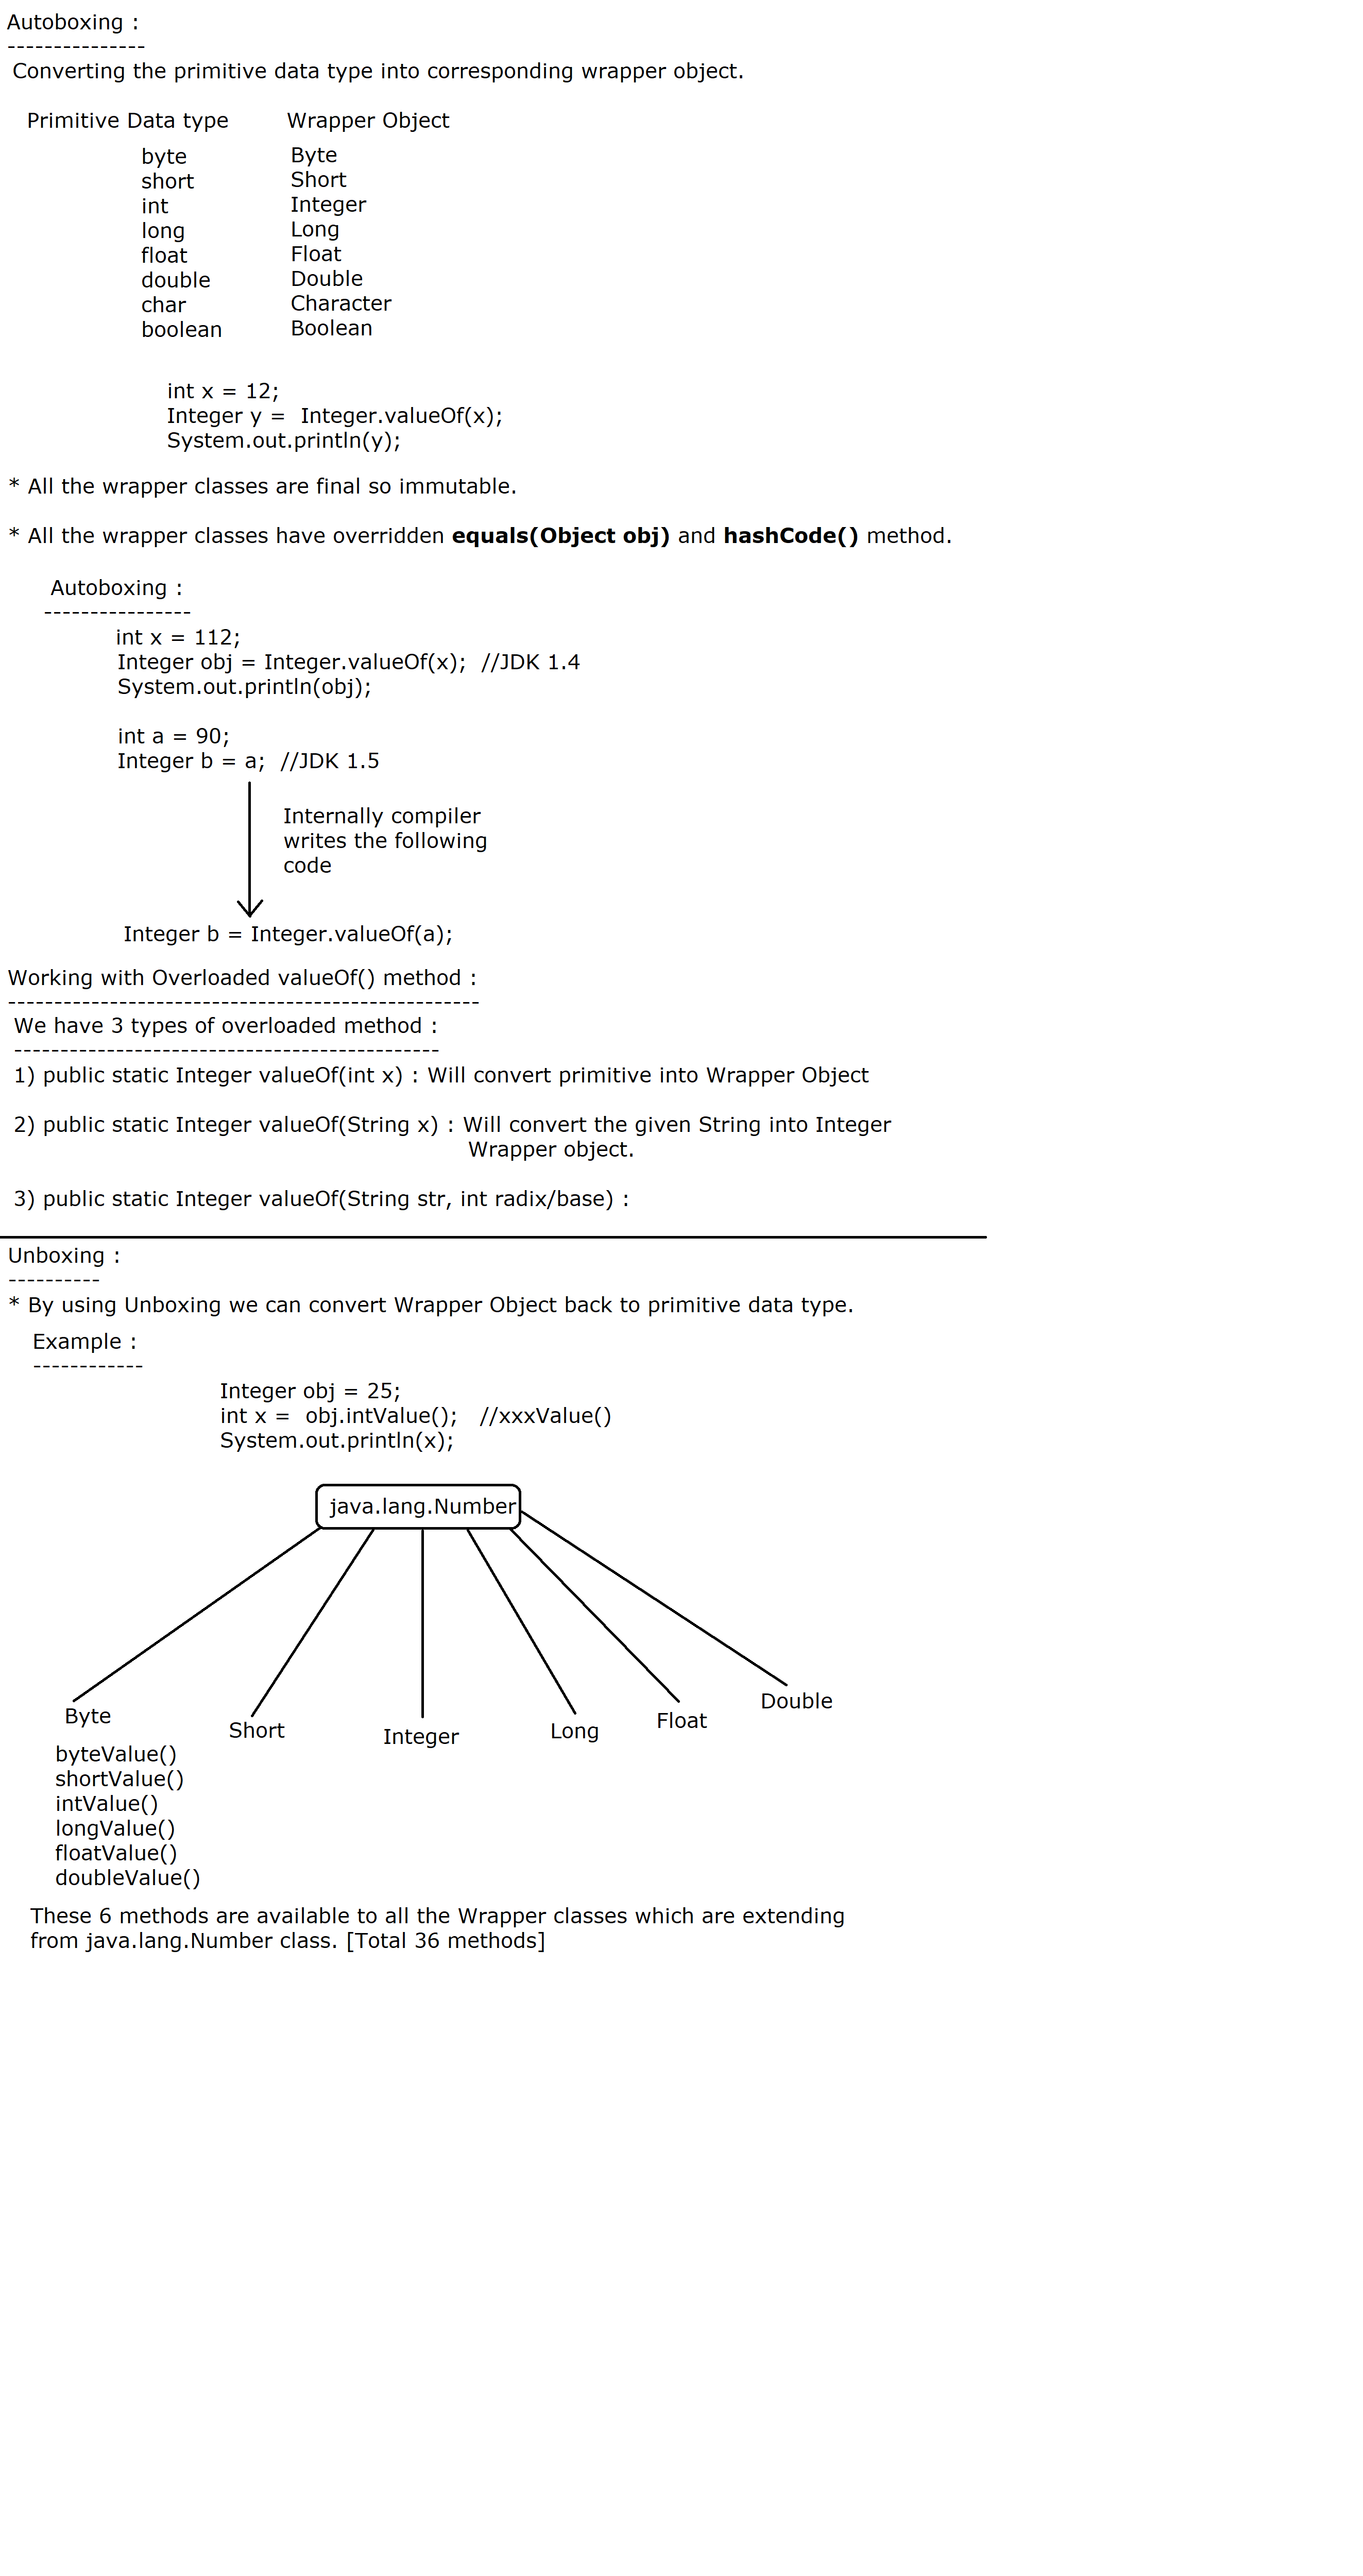 Autoboxing :
---------------
Converting the primitive data type into corresponding wrapper object.
Primitive Data type Wrapper Object
byte Byte
short Short
int Integer
long Long
float Float
double Double
char Character
boolean Boolean
int x = 12;
Integer y = Integer.valueOf(x);
System.out.println(y);
* All the wrapper classes are final so immutable.
* All the wrapper classes have overridden equals(Object obj) and hashCode() method.
Autoboxing :
----------------
int x = 112;
Integer obj = Integer.valueOf(x); //JDK 1.4
System.out.println(obj);
int a = 90;
Integer b = a; //JDK 1.5
Internally compiler
writes the following
code
Integer b = Integer.valueOf(a);
Working with Overloaded valueOf() method :
---------------------------------------------------
We have 3 types of overloaded method :
----------------------------------------------
1) public static Integer valueOf(int x) : Will convert primitive into Wrapper Object
2) public static Integer valueOf(String x) : Will convert the given String into Integer
Wrapper object.
3) public static Integer valueOf(String str, int radix/base) :
Unboxing :
----------
* By using Unboxing we can convert Wrapper Object back to primitive data type.
Example :
------------
Integer obj = 25;
int x = obj.intValue(); //xxxValue()
System.out.println(x);
java.lang.Number
Byte Short Integer Long Float Double
byteValue()
shortValue()
intValue()
longValue()
floatValue()
doubleValue()
These 6 methods are available to all the Wrapper classes which are extending
from java.lang.Number class. [Total 36 methods]